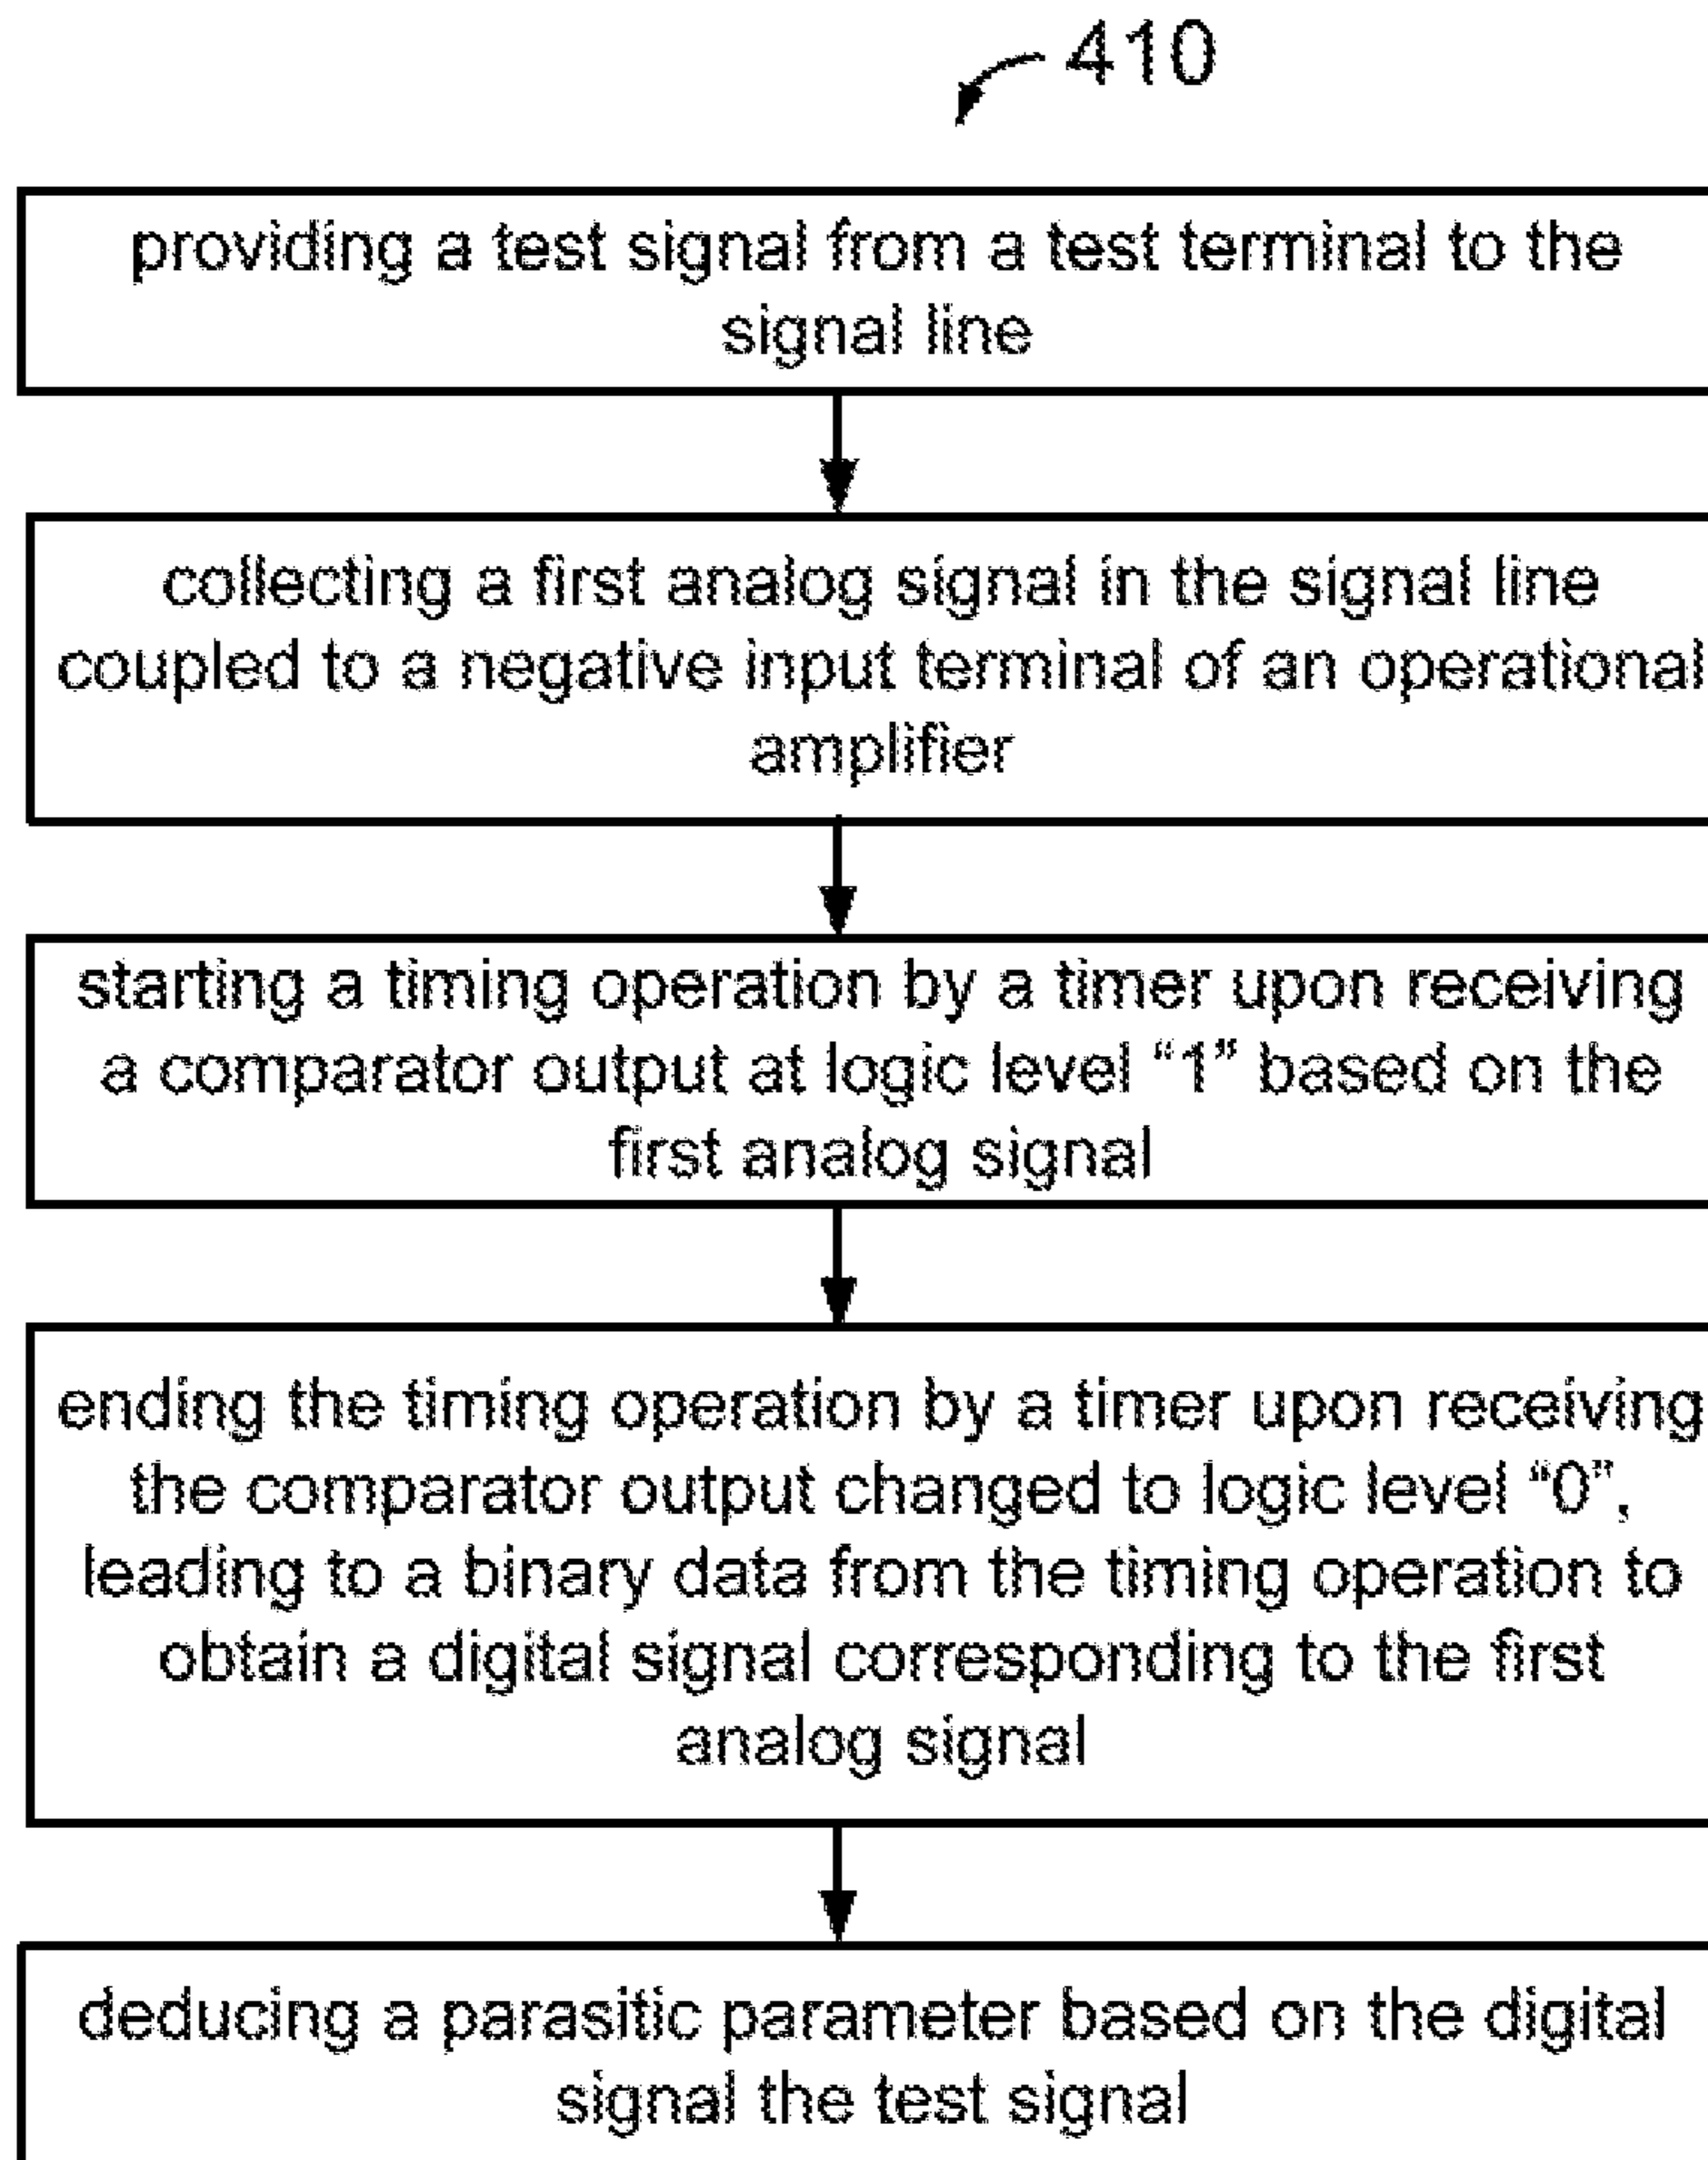 410
providing a test signal from a test terminal to the
signal line
collecting a first analog signal in the signal line
coupled to a negative input terminal of an operational
amplifier
starting a timing operation by a timer upon receiving
a comparator output at logic level “1” based on the
first analog signal
ending the timing operation by a timer upon receiving
the comparator output changed to logic level “0”,
leading to a binary data from the timing operation to
obtain a digital signal corresponding to the first
analog signal
deducing a parasitic parameter based on the digital
signal the test signal